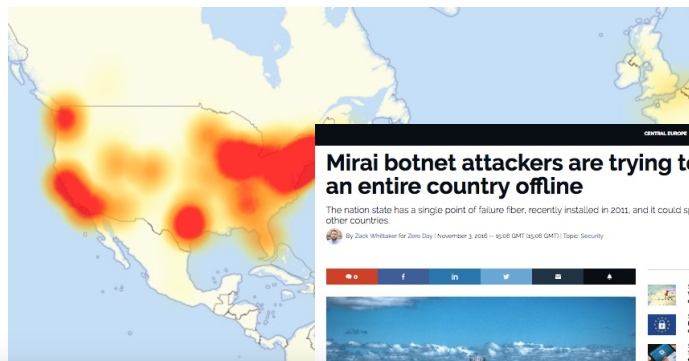 CENTRAL EUROPE
Mirai botnet attackers are trying to
an entire country offline
The nation state has a single point of failure fiber, recently installed in 2011, and it could sp
other countries.
By Zack Whittaker for Zero Day | November 3, 2016 -- 15:06 GMT (15:06 GMT) | Topic: Security
0
f
in